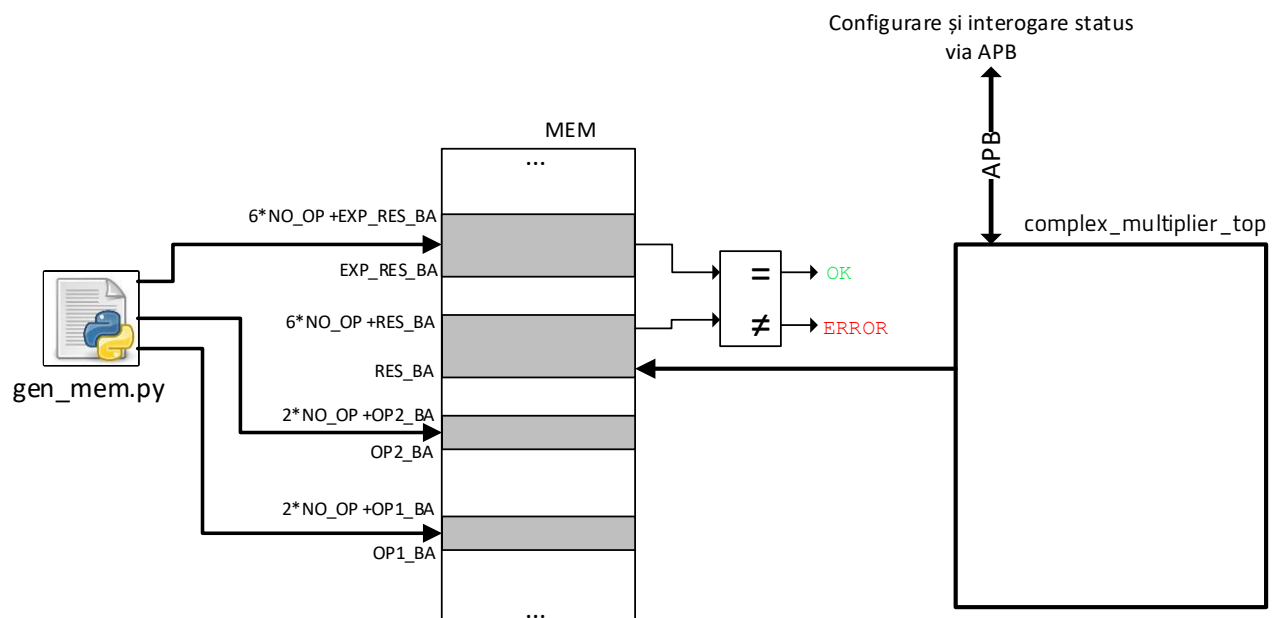 Configurare și interogare status
via APB
APB
MEM
...
6*NO_OP +EXP_RES_BA
EXP_RES_BA
=
OK
complex_multiplier_top
6*NO_OP +RES_BA
≠
ERROR
RES_BA
gen_mem.py
2*NO_OP +OP2_BA
OP2_BA
2*NO_OP +OP1_BA
OP1_BA
...